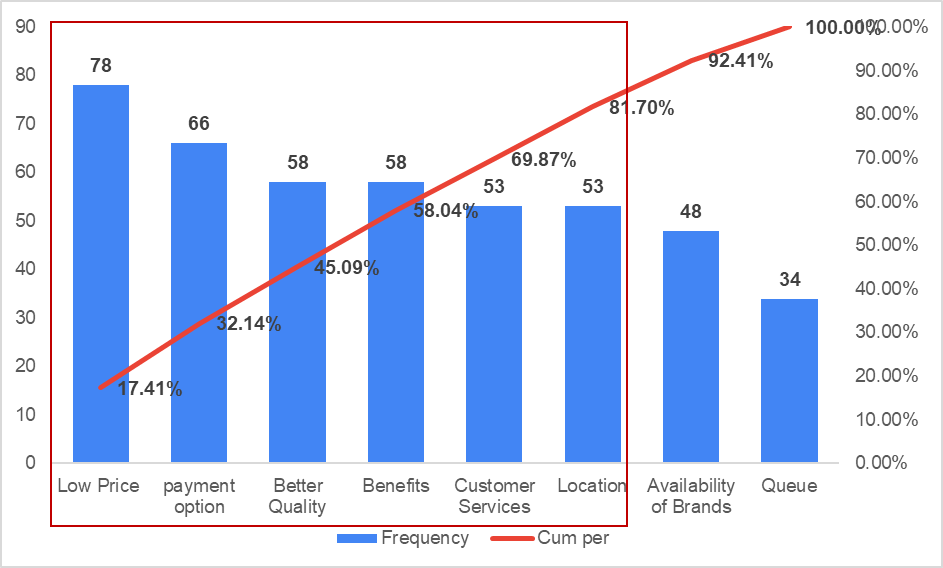 90
80
70
60
50
40
30
20
10
0
78
66
58
58
53
53
48
34
17.41%
32.14%
45.09%
58.04%
69.87%
81.70%
92.41%
100.00%
100.00%
90.00%
80.00%
70.00%
60.00%
50.00%
40.00%
30.00%
20.00%
10.00%
0.00%
Low Price
payment
option
Better
Quality
Benefits
Customer
Services
Location
Availability
of Brands
Queue
Frequency
Cum per